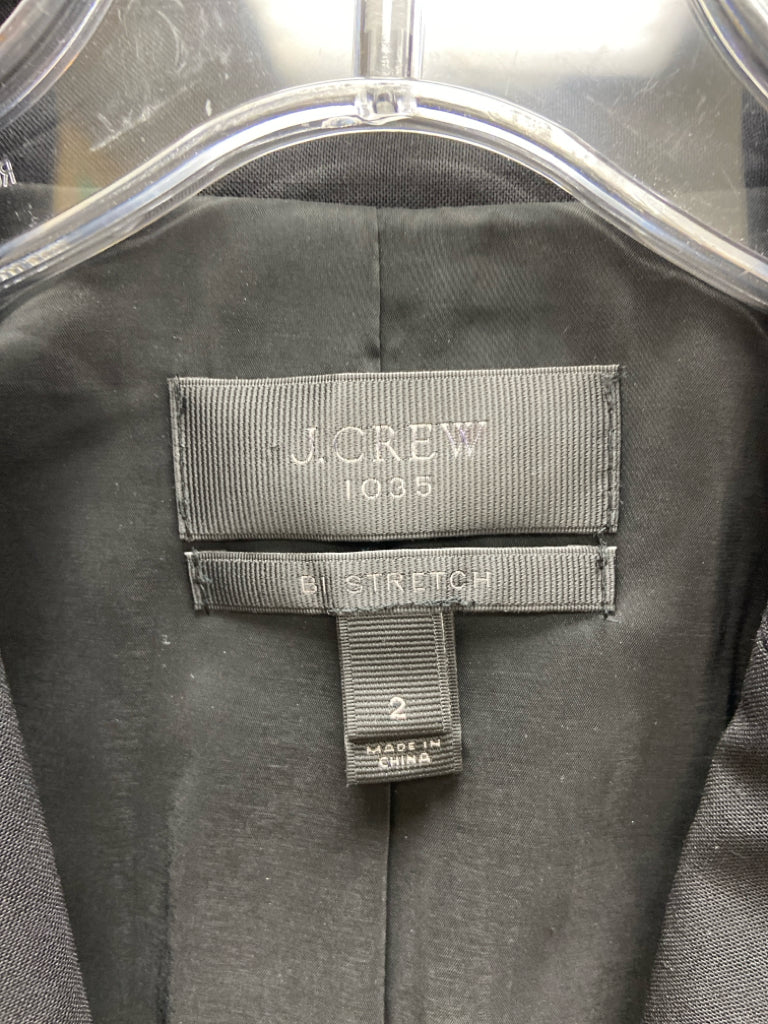 J.CREW
1035
BI STRETCH
2
MADE IN
CHINA